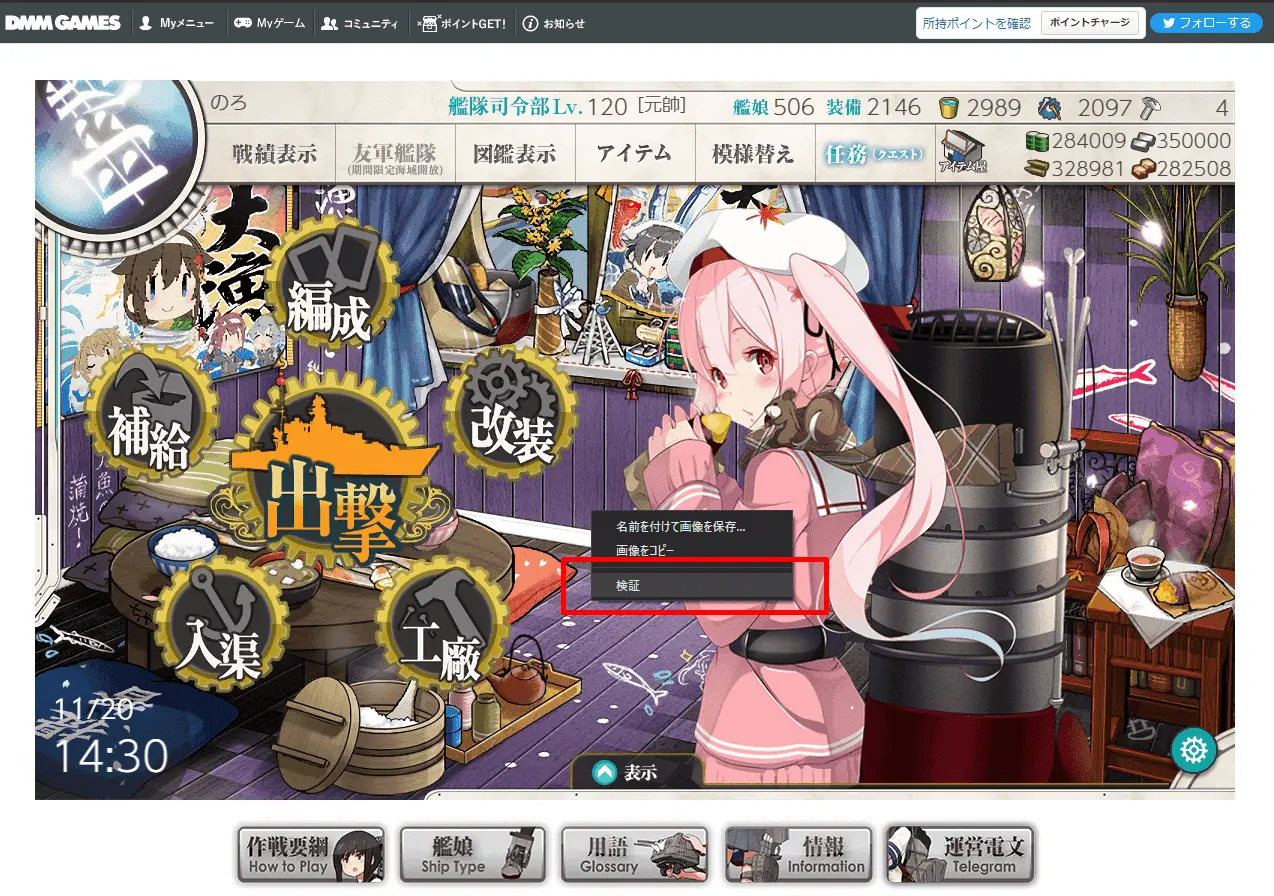 DMM GAMES Myメニュー Myゲーム コミュニティ ポイントGET! お知らせ 所持ポイントを確認 ポイントチャージ フォローする
のろ 艦隊司令部Lv.120 [元帥] 艦娘 506 装備 2146 2989 2097 4
戦績表示 友軍艦隊 図鑑表示 アイテム 模様替え 任務(クエスト) アイテム屋 284009 350000
(期間限定海域開放) 328981 282508
大漁
編成
補給
改装
出撃
蒲焼!
名前を付けて画像を保存...
画像をコピー
検証
入渠
工廠
11/20
14:30
表示
作戦要綱 艦娘 用語 情報 運営電文
How to Play Ship Type Glossary Information Telegram